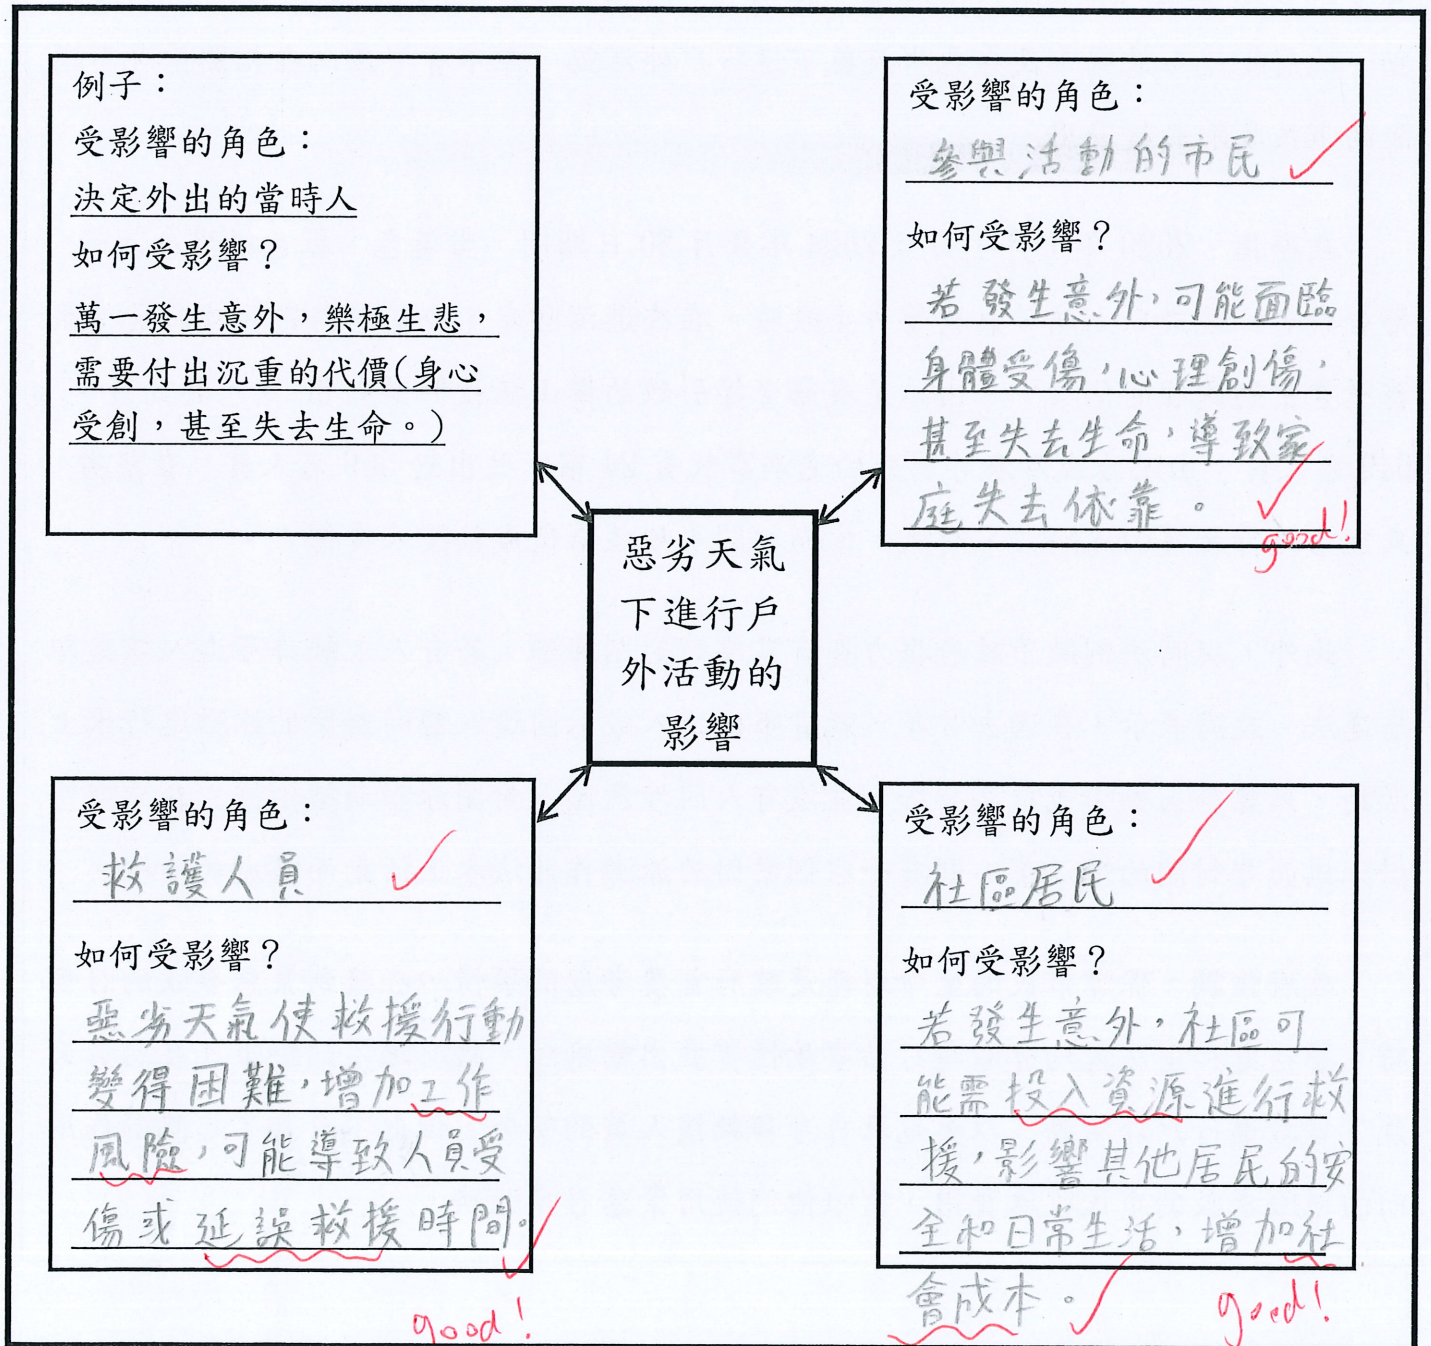 例子：
受影響的角色：
決定外出的當時人
如何受影響？
萬一發生意外，樂極生悲，
需要付出沉重的代價(身心
受創，甚至失去生命。)
受影響的角色：
參與活動的市民
如何受影響？
若發生意外，可能面臨
身體受傷，心理創傷，
甚至失去生命，導致家
庭失去依靠。
good!
惡劣天氣
下進行戶
外活動的
影響
受影響的角色：
救護人員
如何受影響？
惡劣天氣使救援行動
變得困難，增加工作
風險，可能導致人員受
傷或延誤救援時間。
good!
受影響的角色：
社區居民
如何受影響？
若發生意外，社區可
能需投入資源進行救
援，影響其他居民的安
全和日常生活，增加社
會成本。
good!